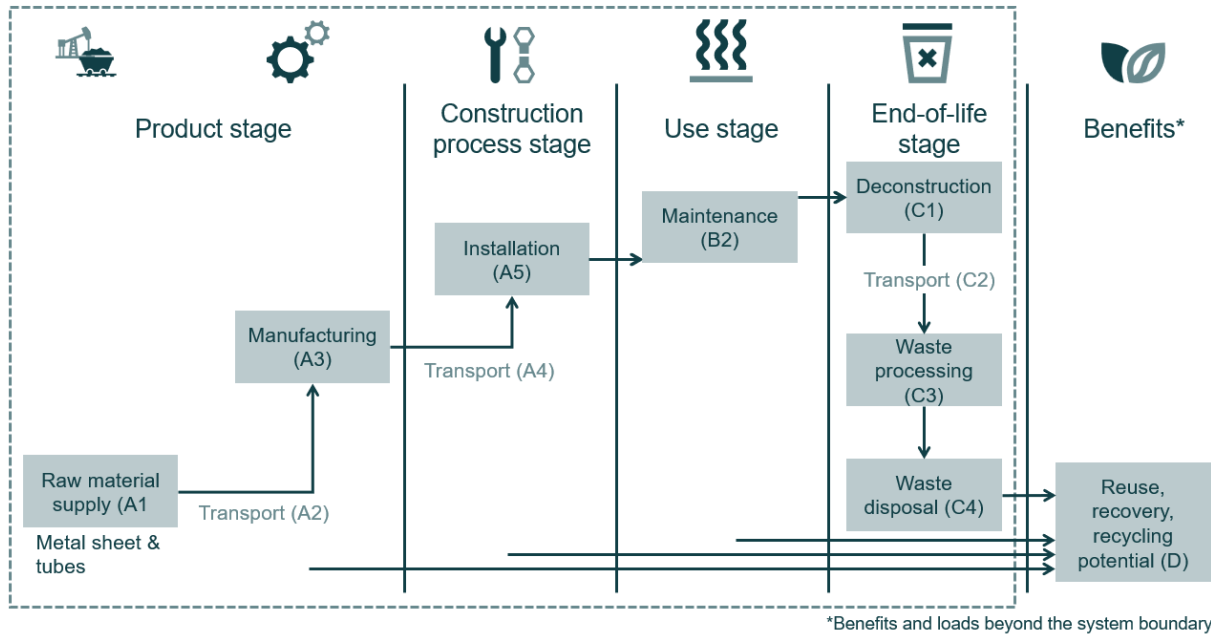 Product stage
Construction
process stage
Use stage
End-of-life
stage
Benefits*
Raw material
supply (A1
Metal sheet &
tubes
Transport (A2)
Manufacturing
(A3)
Transport (A4)
Installation
(A5)
Maintenance
(B2)
Deconstruction
(C1)
Transport (C2)
Waste
processing
(C3)
Waste
disposal (C4)
Reuse,
recovery,
recycling
potential (D)
*Benefits and loads beyond the system boundary